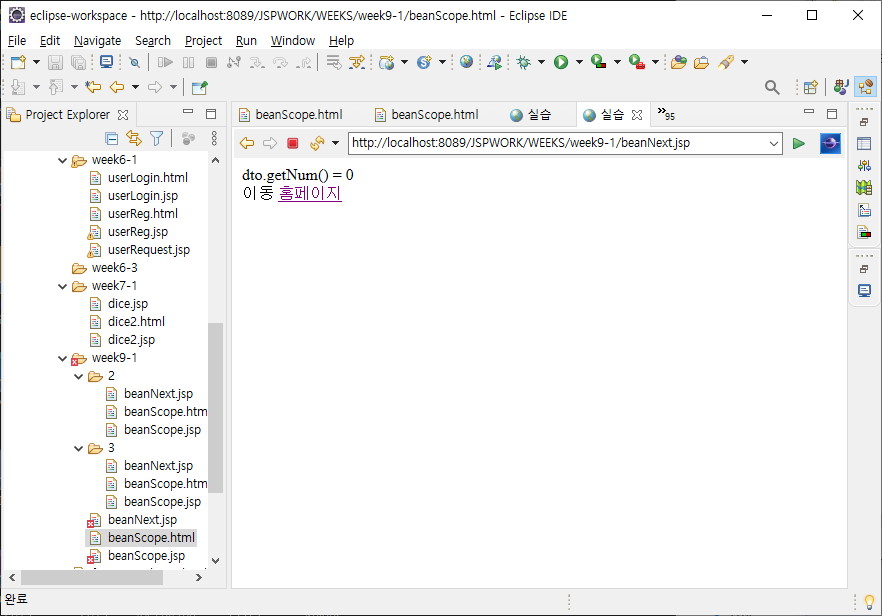 eclipse-workspace - http://localhost:8089/JSPWORK/WEEKS/week9-1/beanScope.html - Eclipse IDE
File Edit Navigate Search Project Run Window Help
Project Explorer
beanScope.html beanScope.html 실습 실습 »95
http://localhost:8089/JSPWORK/WEEKS/week9-1/beanNext.jsp
week6-1
userLogin.html
userLogin.jsp
userReg.html
userReg.jsp
userRequest.jsp
week6-3
week7-1
dice.jsp
dice2.html
dice2.jsp
week9-1
2
beanNext.jsp
beanScope.htm
beanScope.jsp
3
beanNext.jsp
beanScope.htm
beanScope.jsp
beanNext.jsp
beanScope.html
beanScope.jsp
dto.getNum() = 0
이동 홈페이지
완료